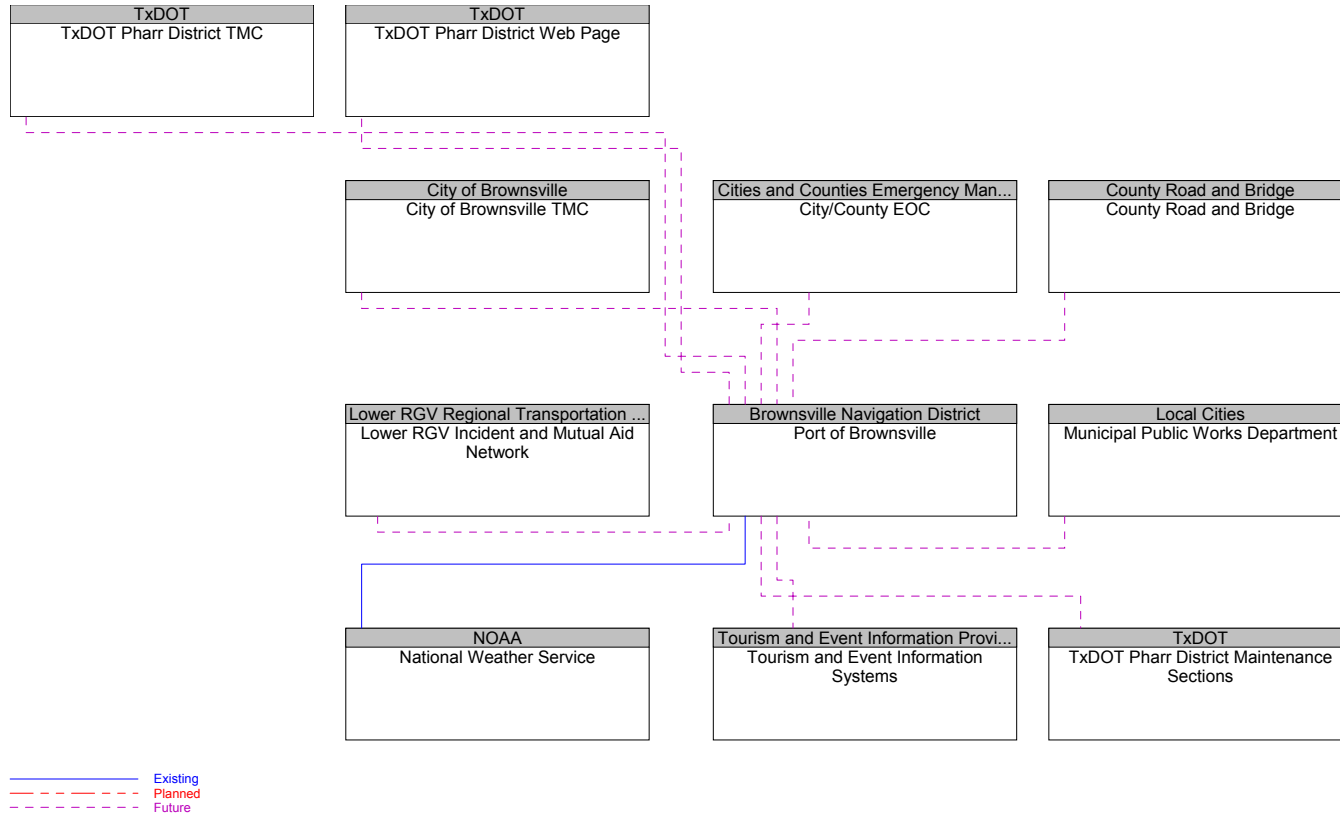 TxDOT
TxDOT Pharr District TMC
TxDOT
TxDOT Pharr District Web Page
City of Brownsville
City of Brownsville TMC
Cities and Counties Emergency Man...
City/County EOC
County Road and Bridge
County Road and Bridge
Lower RGV Regional Transportation ...
Lower RGV Incident and Mutual Aid
Network
Brownsville Navigation District
Port of Brownsville
Local Cities
Municipal Public Works Department
NOAA
National Weather Service
Tourism and Event Information Provi...
Tourism and Event Information
Systems
TxDOT
TxDOT Pharr District Maintenance
Sections
Existing
Planned
Future